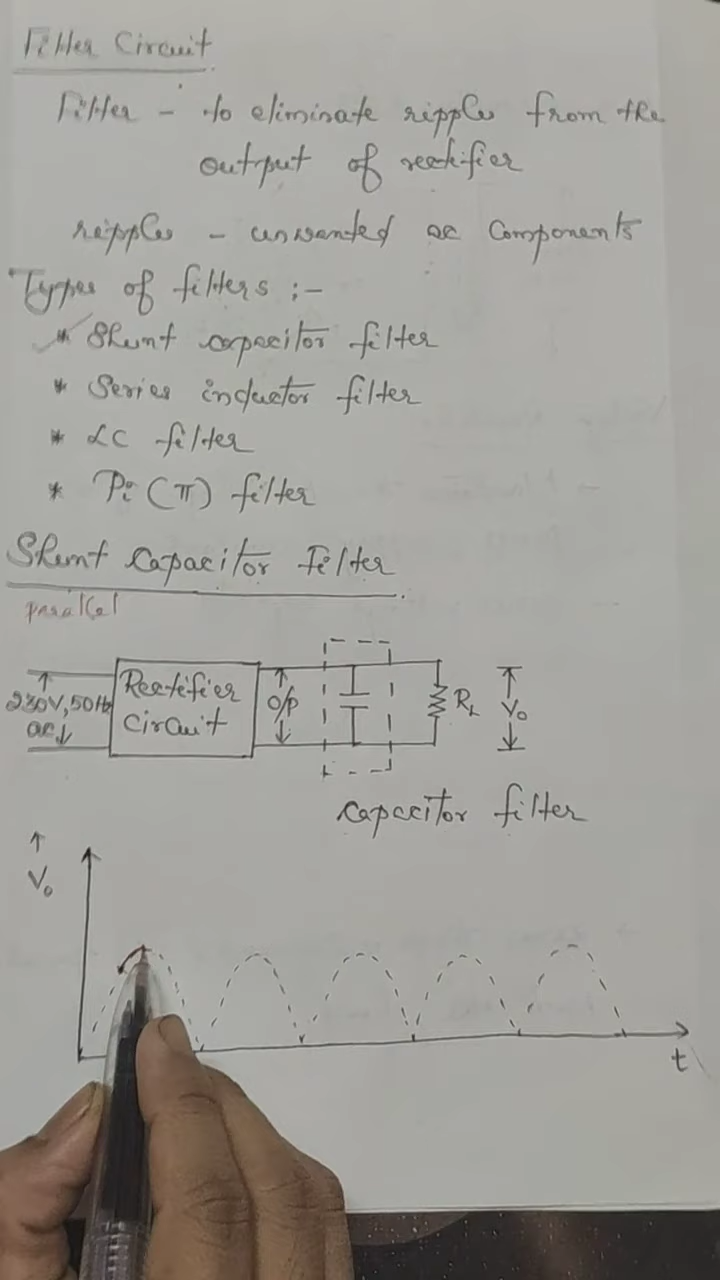 Filter Circuit
Filter - to eliminate ripples from the
output of rectifier
ripples - unwanted ac components
Types of filters :-
* Shunt capacitor filter
* Series inductor filter
* LC filter
* Pi (π) filter
Shunt Capacitor Filter
parallel
230V, 50Hz
ac
Rectifier
Circuit
o/p
RL
Vo
capacitor filter
Vo
t